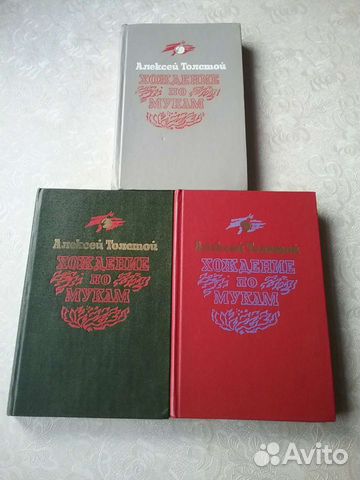 Алексей Толстой
ХОЖДЕНИЕ
ПО
МУКАМ
Алексей Толстой
ХОЖДЕНИЕ
ПО
МУКАМ
Алексей Толстой
ХОЖДЕНИЕ
ПО
МУКАМ
Avito